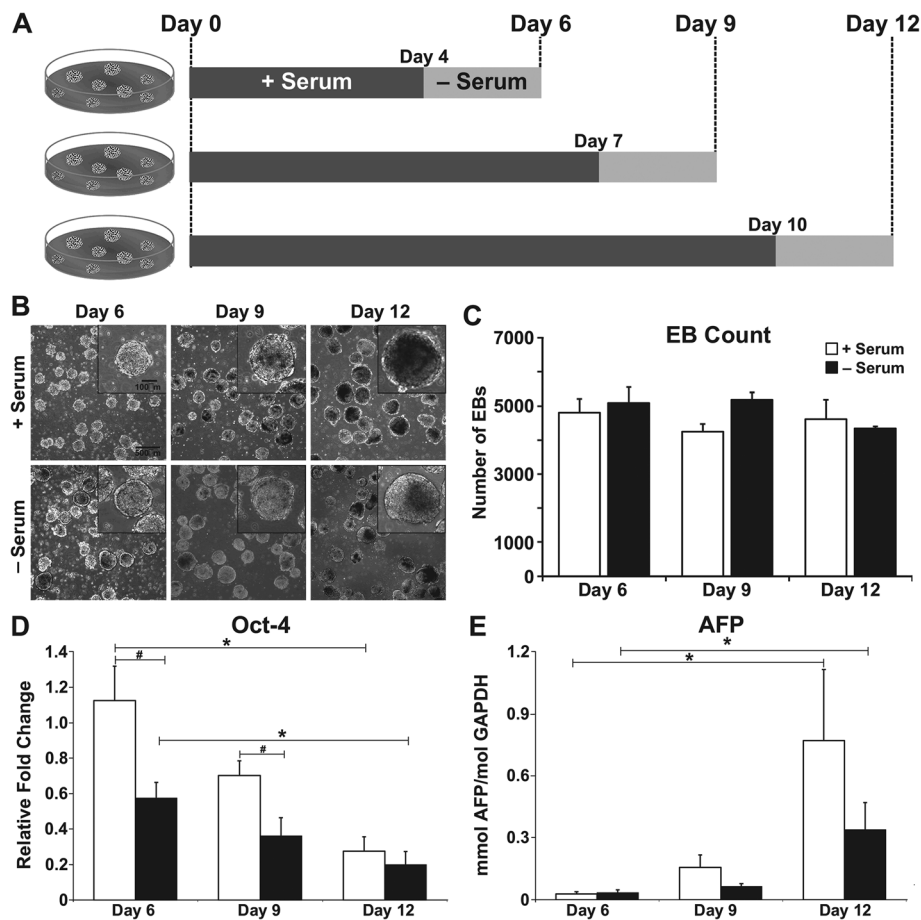 A
Day 0
Day 6
Day 9
Day 12
Day 4
+ Serum
– Serum
Day 7
Day 10
B
Day 6
Day 9
Day 12
+ Serum
– Serum
C
EB Count
+ Serum
– Serum
Number of EBs
7000
5000
4000
3000
1000
0
Day 6
Day 9
Day 12
D
Oct-4
Relative Fold Change
1.4
1.2
1.0
0.8
0.6
0.4
0.2
0
*
#
*
#
Day 6
Day 9
Day 12
E
AFP
mmol AFP/mol GAPDH
1.2
0.9
0.6
0.3
0
*
*
Day 6
Day 9
Day 12